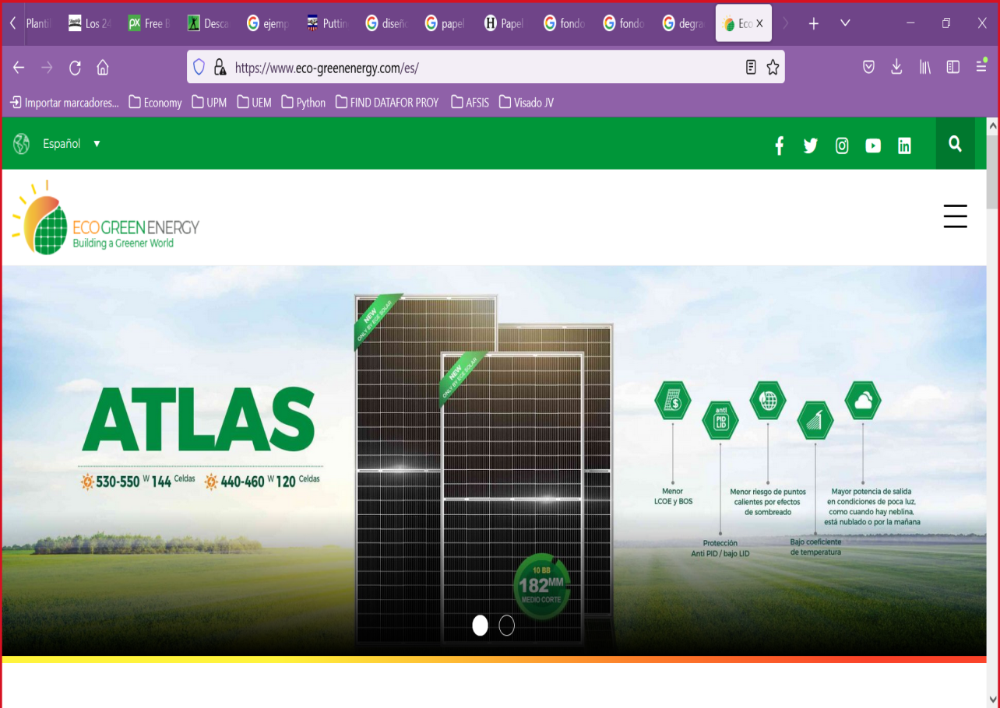 Plantil
Los 24
Free B
Desca
ejemp
Puttin
diseño
papel
Papel
fondo
fondo
degra
Eco
https://www.eco-greenenergy.com/es/
Importar marcadores...
Economy
UPM
UEM
Python
FIND DATAFOR PROY
AFSIS
Visado JV
Español
ECOGREEN ENERGY
Building a Greener World
NEW
ONLY BY EGE SOLAR
NEW
ONLY BY EGE SOLAR
ATLAS
530-550 W 144 Celdas
440-460 W 120 Celdas
anti
PID
LID
Menor
LCOE y BOS
Menor riesgo de puntos
calientes por efectos
de sombreado
Mayor potencia de salida
en condiciones de poca luz,
como cuando hay neblina,
está nublado o por la mañana
Protección
Anti PID / bajo LID
Bajo coeficiente
de temperatura
10 BB
182MM
MEDIO CORTE